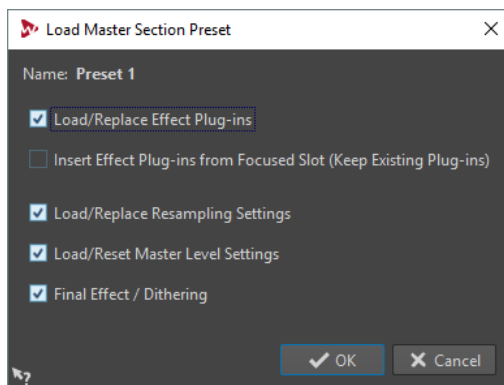 Load Master Section Preset
Name: Preset 1
Load/Replace Effect Plug-ins
Insert Effect Plug-ins from Focused Slot (Keep Existing Plug-ins)
Load/Replace Resampling Settings
Load/Reset Master Level Settings
Final Effect / Dithering
OK Cancel